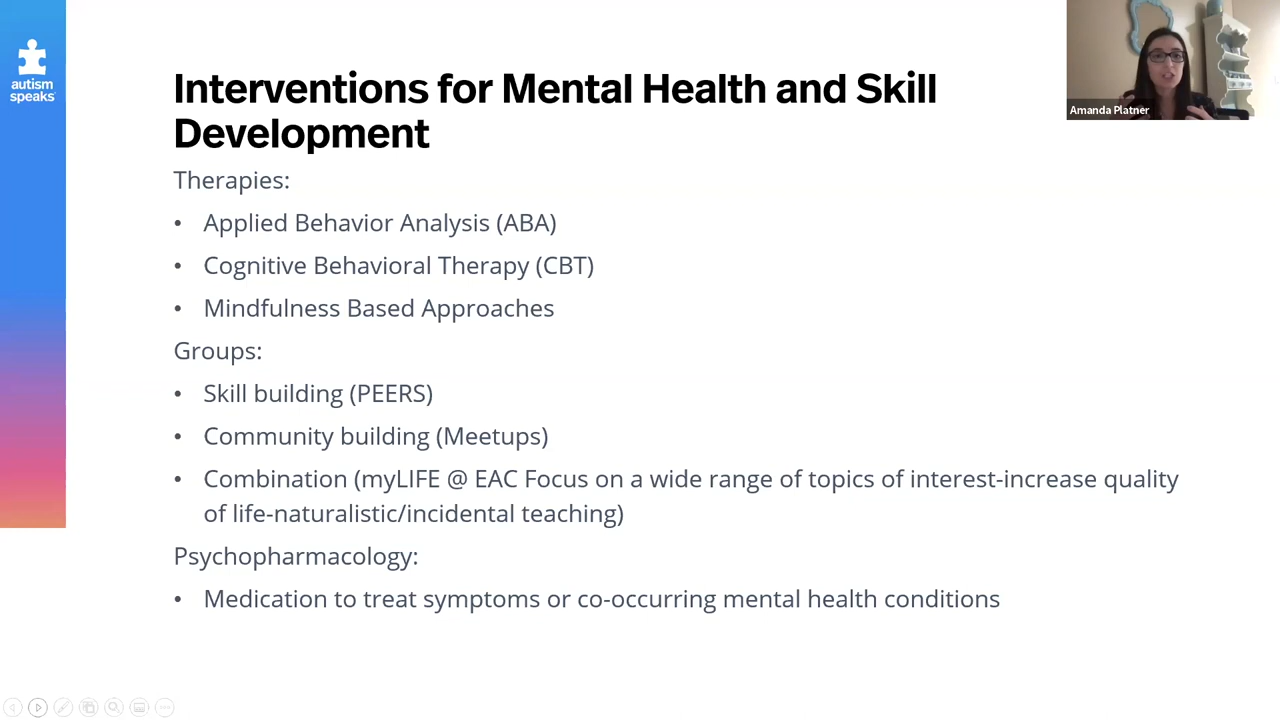 autism
speaks
Interventions for Mental Health and Skill
Development
Amanda Platner
Therapies:
• Applied Behavior Analysis (ABA)
• Cognitive Behavioral Therapy (CBT)
• Mindfulness Based Approaches
Groups:
• Skill building (PEERS)
• Community building (Meetups)
• Combination (myLIFE @ EAC Focus on a wide range of topics of interest-increase quality
of life-naturalistic/incidental teaching)
Psychopharmacology:
• Medication to treat symptoms or co-occurring mental health conditions